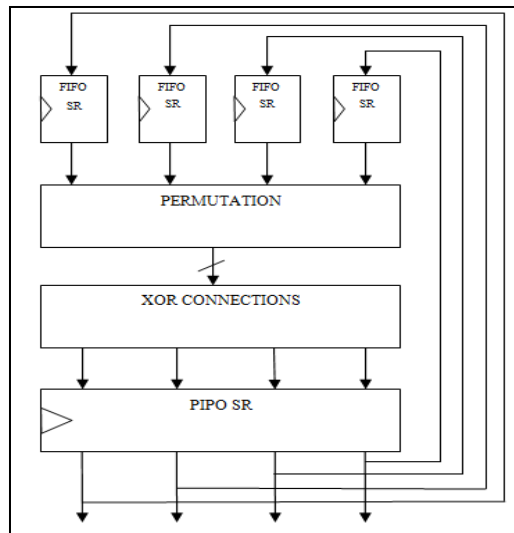 FIFO
SR
FIFO
SR
FIFO
SR
FIFO
SR
PERMUTATION
XOR CONNECTIONS
PIPO SR